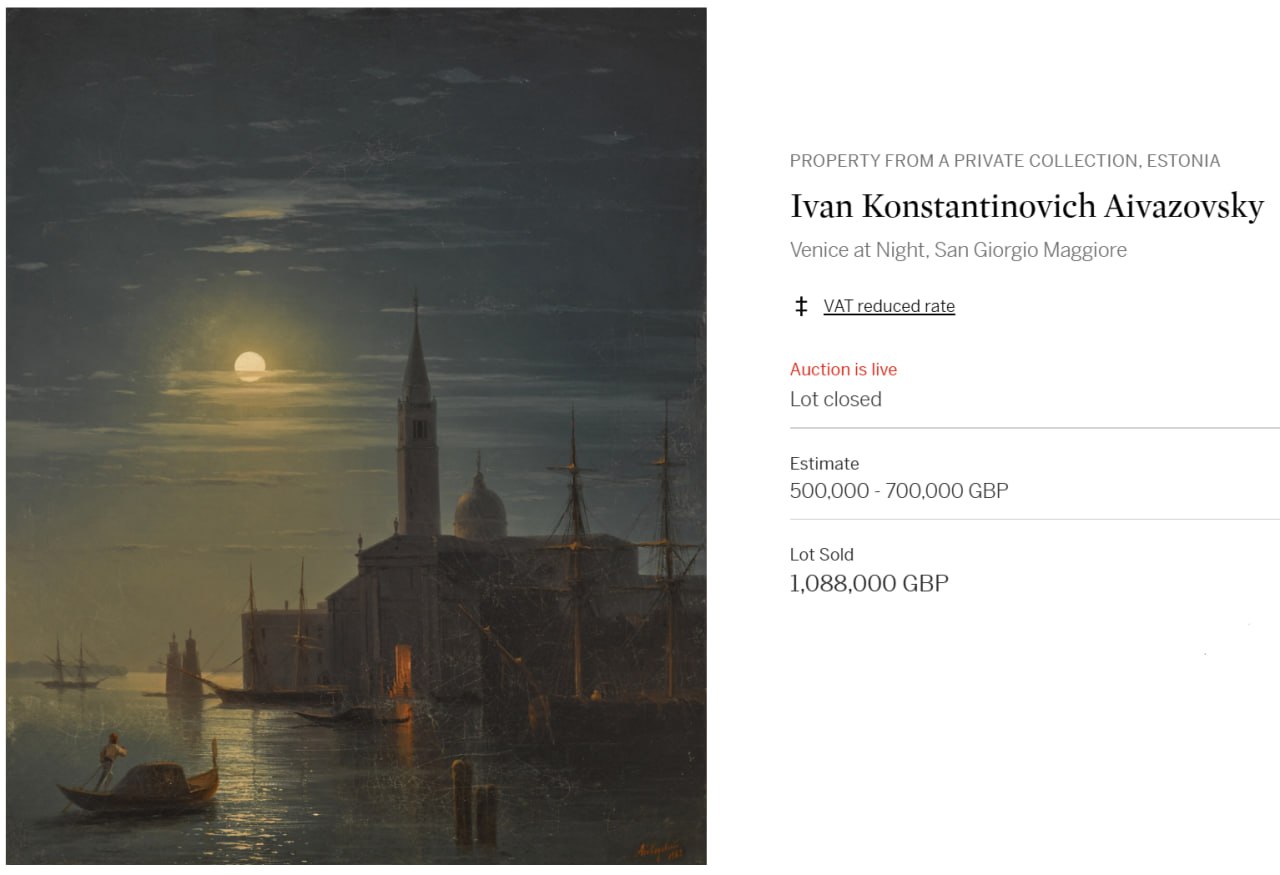 PROPERTY FROM A PRIVATE COLLECTION, ESTONIA
Ivan Konstantinovich Aivazovsky
Venice at Night, San Giorgio Maggiore
‡ VAT reduced rate
Auction is live
Lot closed
Estimate
500,000 - 700,000 GBP
Lot Sold
1,088,000 GBP